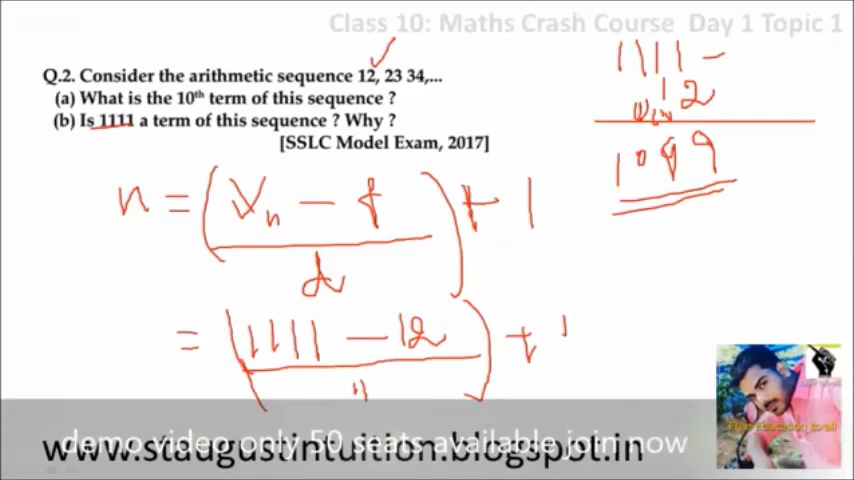 Class 10: Maths Crash Course Day 1 Topic 1
Q.2. Consider the arithmetic sequence 12, 23 34,...
(a) What is the 10th term of this sequence ?
(b) Is 1111 a term of this sequence ? Why ?
[SSLC Model Exam, 2017]
1111 -
12
1099
n = (Xn - f
d) + 1
= (1111 - 12
11) + 1
demo video only 50 seats available join now
www.staugustintuition.blogspot.in